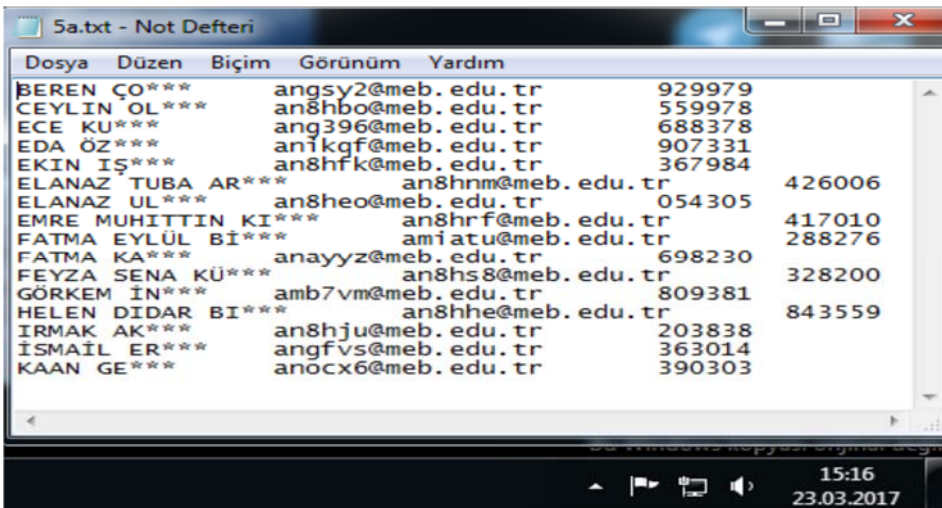 5a.txt - Not Defteri
Dosya Düzen Biçim Görünüm Yardım
BEREN ÇO*** angsy2@meb.edu.tr 929979
CEYLIN OL*** an8hbo@meb.edu.tr 559978
ECE KU*** ang396@meb.edu.tr 688378
EDA ÖZ*** anikqf@meb.edu.tr 907331
EKIN IŞ*** an8hfk@meb.edu.tr 367984
ELANAZ TUBA AR*** an8hnm@meb.edu.tr 426006
ELANAZ UL*** an8heo@meb.edu.tr 054305
EMRE MUHITTIN KI*** an8hrf@meb.edu.tr 417010
FATMA EYLÜL Bİ*** amiatu@meb.edu.tr 288276
FATMA KA*** anayyz@meb.edu.tr 698230
FEYZA SENA KÜ*** an8hs8@meb.edu.tr 328200
GÖRKEM İN*** amb7vm@meb.edu.tr 809381
HELEN DIDAR BI*** an8hhe@meb.edu.tr 843559
IRMAK AK*** an8hju@meb.edu.tr 203838
İSMAİL ER*** angfvs@meb.edu.tr 363014
KAAN GE*** anocx6@meb.edu.tr 390303
bu Windows kopyası orijinal değil
15:16
23.03.2017